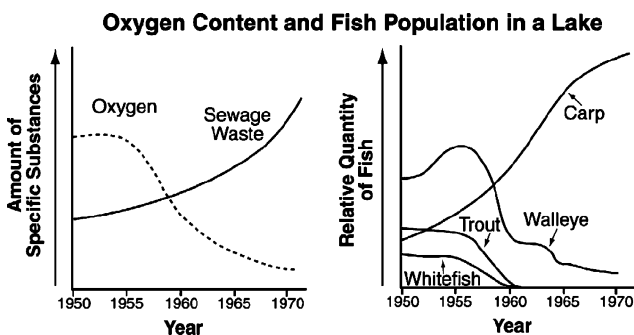 Oxygen Content and Fish Population in a Lake
Amount of
Specific Substances
Oxygen
Sewage
Waste
1950 1955 1960 1965 1970
Year
Relative Quantity
of Fish
Carp
Trout
Walleye
Whitefish
1950 1955 1960 1965 1970
Year